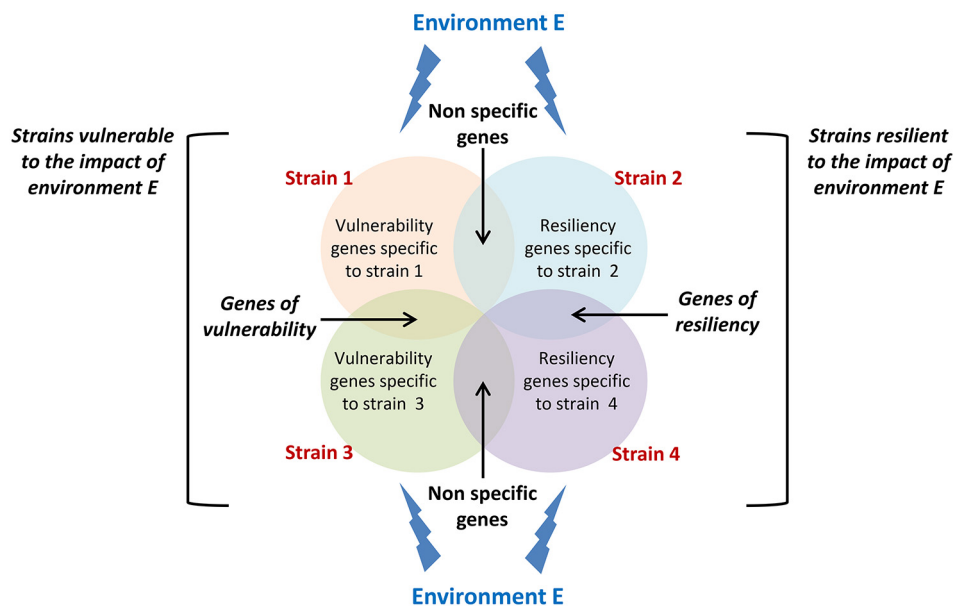 Environment E
Non specific
genes
Strains vulnerable
to the impact of
environment E
Strains resilient
to the impact of
environment E
Strain 1
Strain 2
Vulnerability
genes specific
to strain 1
Resiliency
genes specific
to strain 2
Genes of
vulnerability
Genes of
resiliency
Vulnerability
genes specific
to strain 3
Resiliency
genes specific
to strain 4
Strain 3
Strain 4
Non specific
genes
Environment E